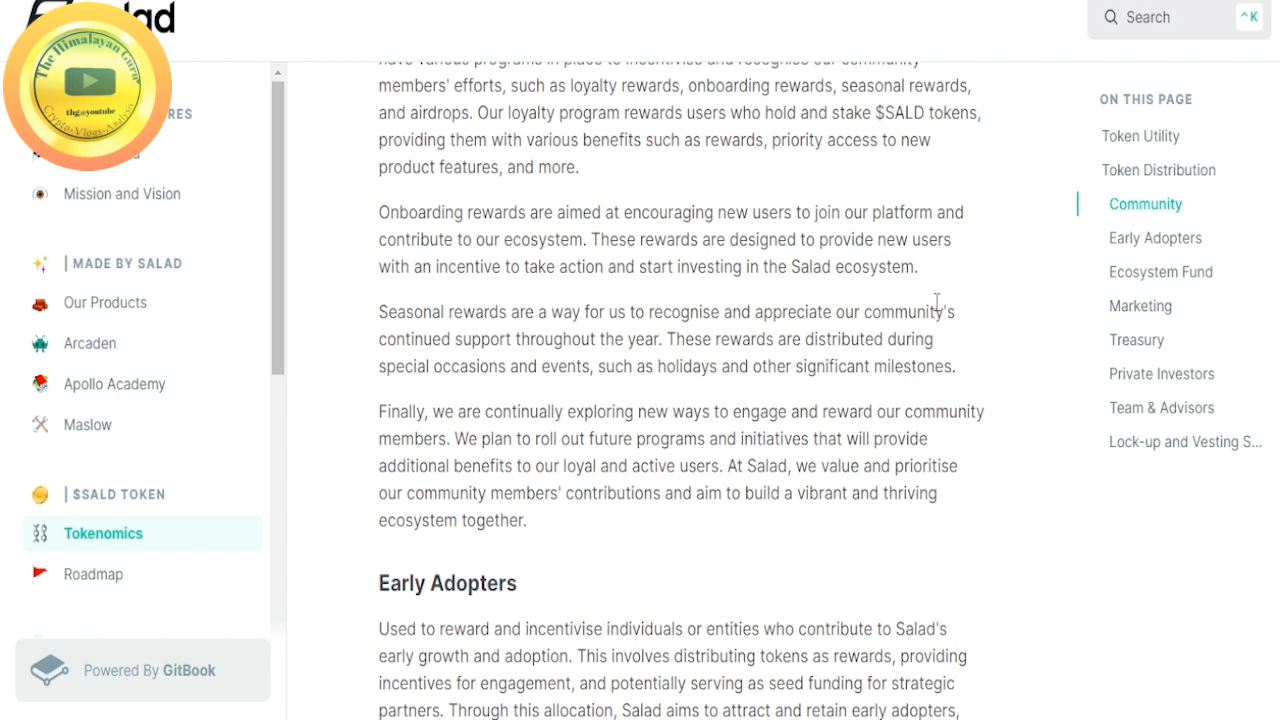 lad
Search
^K
The Himalayan Guru
thg@youtube
Crypto-Vlogs-Analysis
RES
Mission and Vision
| MADE BY SALAD
Our Products
Arcaden
Apollo Academy
Maslow
| $SALD TOKEN
Tokenomics
Roadmap
Powered By GitBook
have various programs in place to incentivise and recognise our community
members' efforts, such as loyalty rewards, onboarding rewards, seasonal rewards,
and airdrops. Our loyalty program rewards users who hold and stake $SALD tokens,
providing them with various benefits such as rewards, priority access to new
product features, and more.
Onboarding rewards are aimed at encouraging new users to join our platform and
contribute to our ecosystem. These rewards are designed to provide new users
with an incentive to take action and start investing in the Salad ecosystem.
Seasonal rewards are a way for us to recognise and appreciate our community's
continued support throughout the year. These rewards are distributed during
special occasions and events, such as holidays and other significant milestones.
Finally, we are continually exploring new ways to engage and reward our community
members. We plan to roll out future programs and initiatives that will provide
additional benefits to our loyal and active users. At Salad, we value and prioritise
our community members' contributions and aim to build a vibrant and thriving
ecosystem together.
Early Adopters
Used to reward and incentivise individuals or entities who contribute to Salad's
early growth and adoption. This involves distributing tokens as rewards, providing
incentives for engagement, and potentially serving as seed funding for strategic
partners. Through this allocation, Salad aims to attract and retain early adopters,
ON THIS PAGE
Token Utility
Token Distribution
Community
Early Adopters
Ecosystem Fund
Marketing
Treasury
Private Investors
Team & Advisors
Lock-up and Vesting S...